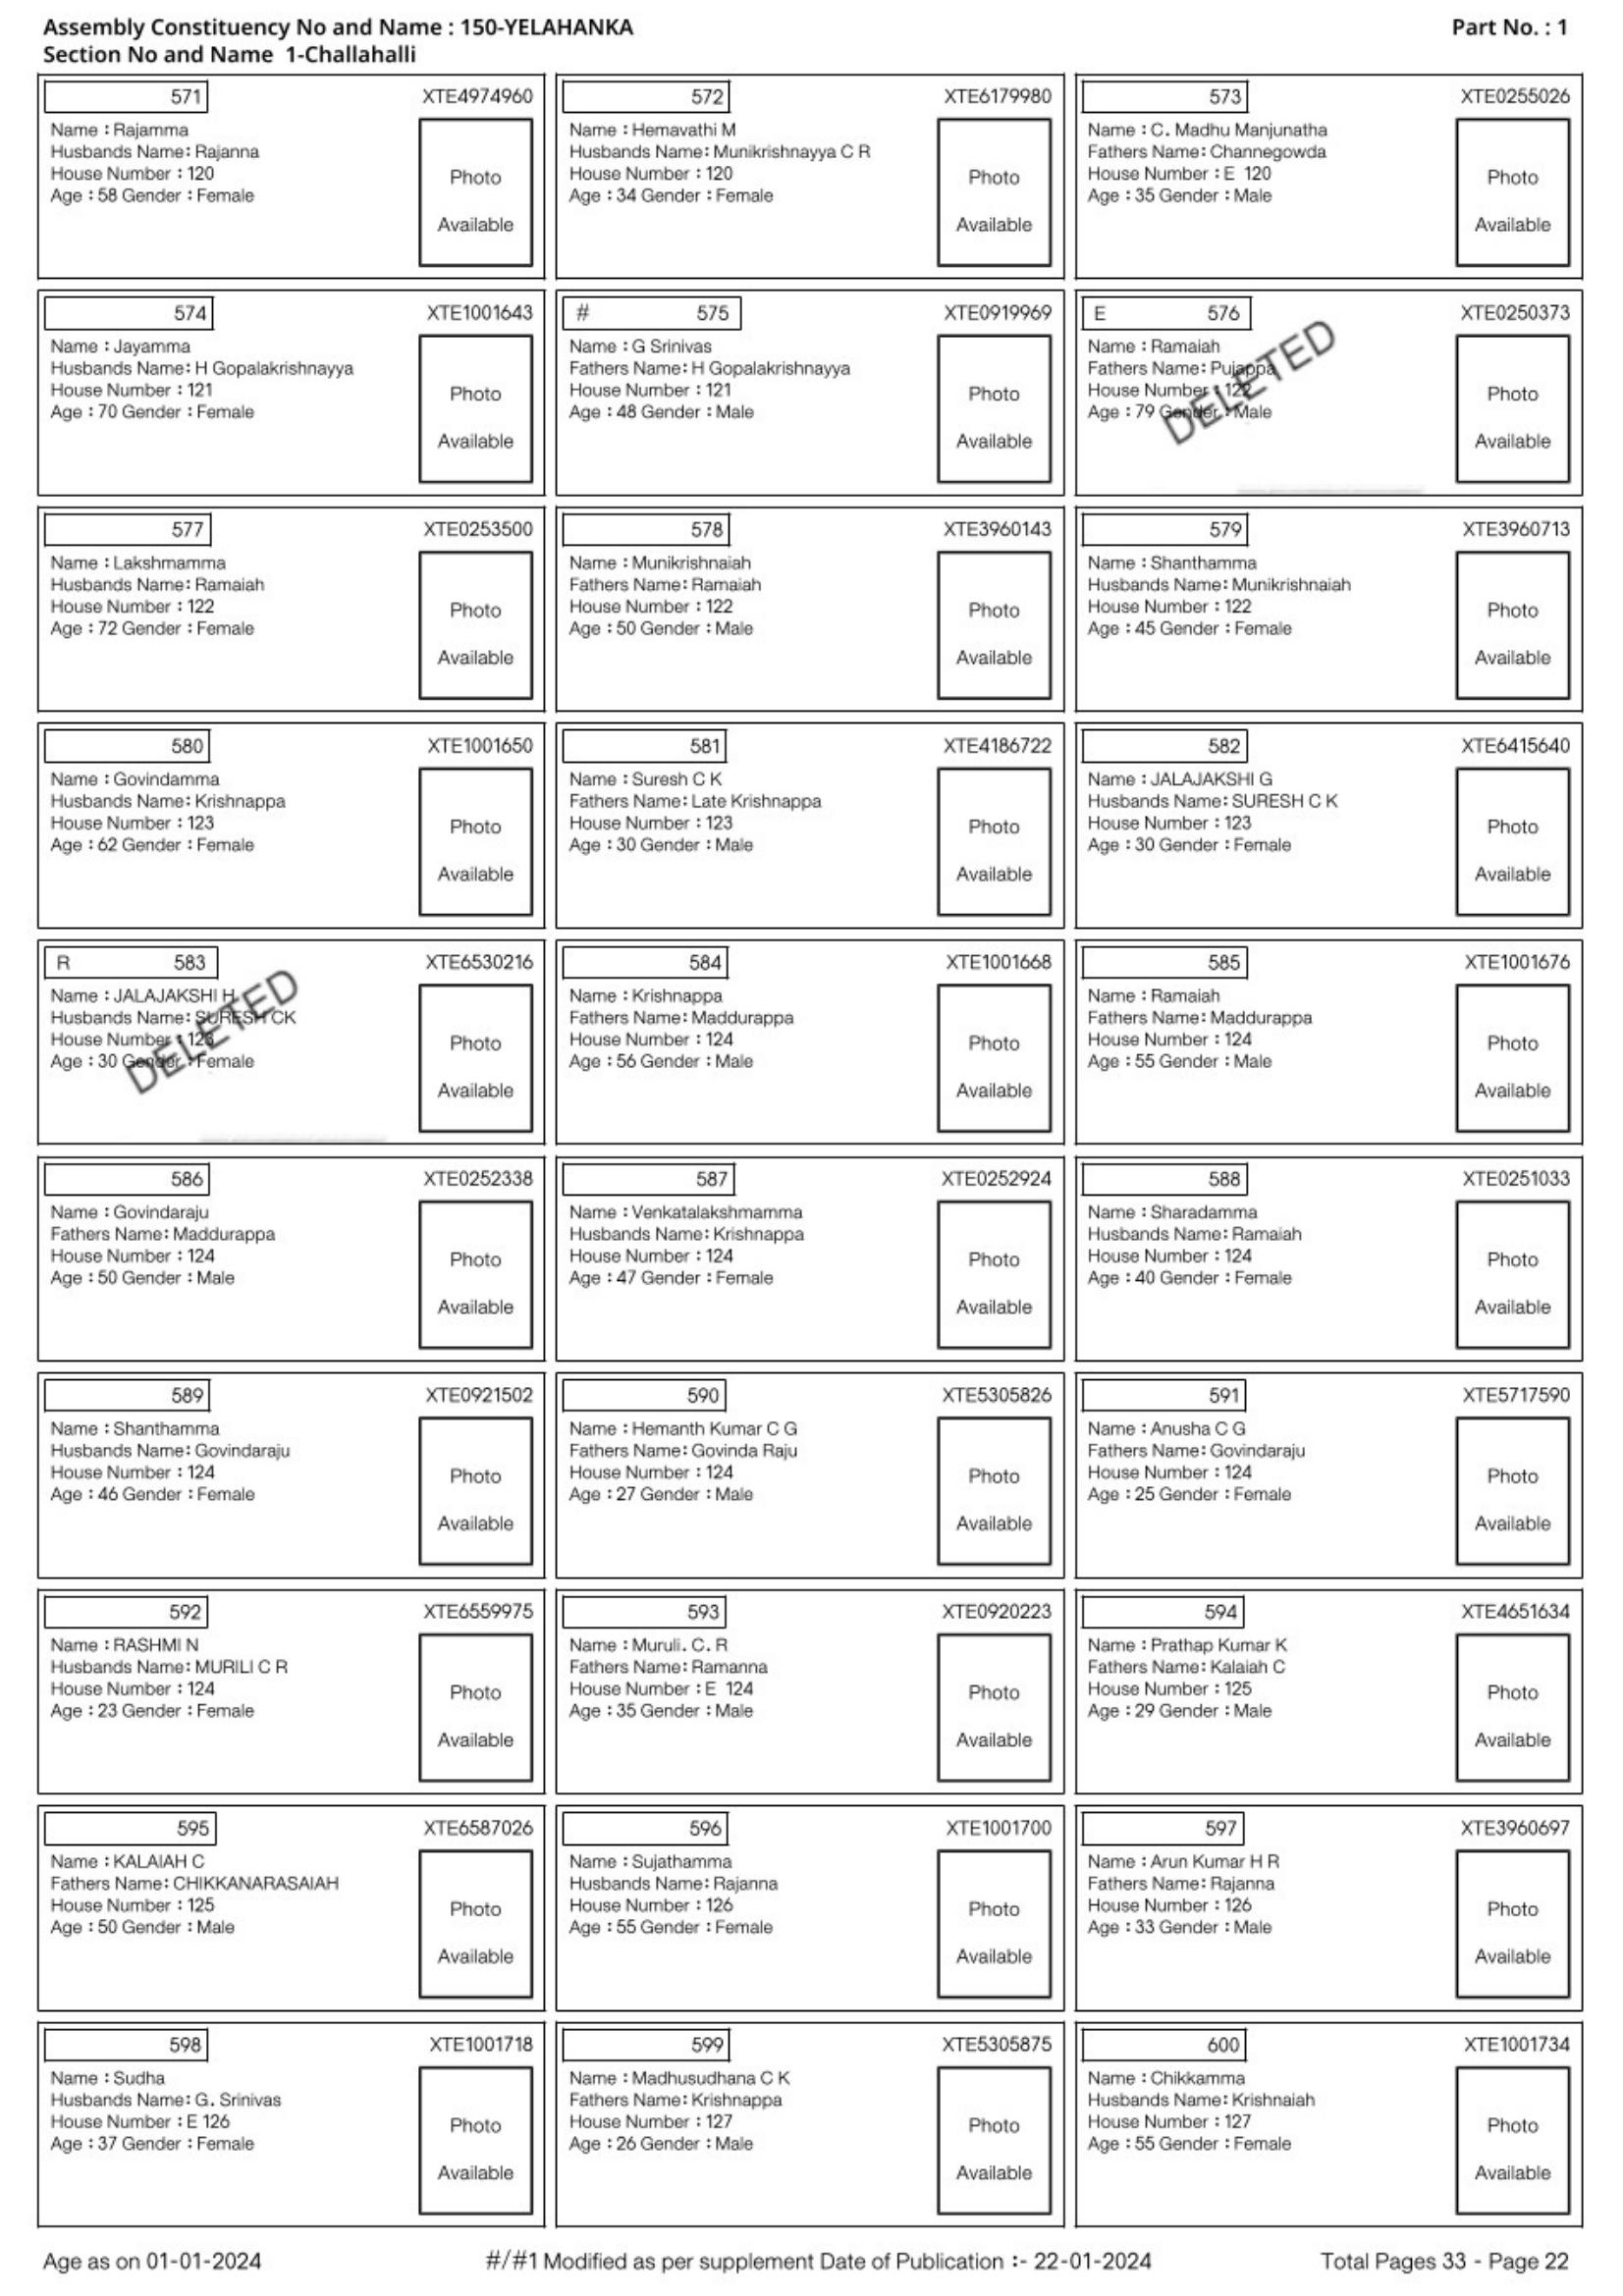 Assembly Constituency No and Name : 150-YELAHANKA
Part No. : 1
Section No and Name 1-Challahalli
571 XTE4974960
Name : Rajamma
Husbands Name: Rajanna
House Number : 120
Age : 58 Gender : Female
Photo
Available
572 XTE6179980
Name : Hemavathi M
Husbands Name: Munikrishnayya C R
House Number : 120
Age : 34 Gender : Female
Photo
Available
573 XTE0255026
Name : C. Madhu Manjunatha
Fathers Name: Channegowda
House Number : E 120
Age : 35 Gender : Male
Photo
Available
574 XTE1001643
Name : Jayamma
Husbands Name: H Gopalakrishnayya
House Number : 121
Age : 70 Gender : Female
Photo
Available
# 575 XTE0919969
Name : G Srinivas
Fathers Name: H Gopalakrishnayya
House Number : 121
Age : 48 Gender : Male
Photo
Available
E 576 XTE0250373
Name : Ramaiah
Fathers Name: Pujappa
House Number : 122
Age : 79 Gender : Male
DELETED
Photo
Available
577 XTE0253500
Name : Lakshmamma
Husbands Name: Ramaiah
House Number : 122
Age : 72 Gender : Female
Photo
Available
578 XTE3960143
Name : Munikrishnaiah
Fathers Name: Ramaiah
House Number : 122
Age : 50 Gender : Male
Photo
Available
579 XTE3960713
Name : Shanthamma
Husbands Name: Munikrishnaiah
House Number : 122
Age : 45 Gender : Female
Photo
Available
580 XTE1001650
Name : Govindamma
Husbands Name: Krishnappa
House Number : 123
Age : 62 Gender : Female
Photo
Available
581 XTE4186722
Name : Suresh C K
Fathers Name: Late Krishnappa
House Number : 123
Age : 30 Gender : Male
Photo
Available
582 XTE6415640
Name : JALAJAKSHI G
Husbands Name: SURESH C K
House Number : 123
Age : 30 Gender : Female
Photo
Available
R 583 XTE6530216
Name : JALAJAKSHI H
Husbands Name: SURESH CK
House Number : 123
Age : 30 Gender : Female
DELETED
Photo
Available
584 XTE1001668
Name : Krishnappa
Fathers Name: Maddurappa
House Number : 124
Age : 56 Gender : Male
Photo
Available
585 XTE1001676
Name : Ramaiah
Fathers Name: Maddurappa
House Number : 124
Age : 55 Gender : Male
Photo
Available
586 XTE0252338
Name : Govindaraju
Fathers Name: Maddurappa
House Number : 124
Age : 50 Gender : Male
Photo
Available
587 XTE0252924
Name : Venkatalakshmamma
Husbands Name: Krishnappa
House Number : 124
Age : 47 Gender : Female
Photo
Available
588 XTE0251033
Name : Sharadamma
Husbands Name: Ramaiah
House Number : 124
Age : 40 Gender : Female
Photo
Available
589 XTE0921502
Name : Shanthamma
Husbands Name: Govindaraju
House Number : 124
Age : 46 Gender : Female
Photo
Available
590 XTE5305826
Name : Hemanth Kumar C G
Fathers Name: Govinda Raju
House Number : 124
Age : 27 Gender : Male
Photo
Available
591 XTE5717590
Name : Anusha C G
Fathers Name: Govindaraju
House Number : 124
Age : 25 Gender : Female
Photo
Available
592 XTE6559975
Name : RASHMI N
Husbands Name: MURILI C R
House Number : 124
Age : 23 Gender : Female
Photo
Available
593 XTE0920223
Name : Muruli. C. R
Fathers Name: Ramanna
House Number : E 124
Age : 35 Gender : Male
Photo
Available
594 XTE4651634
Name : Prathap Kumar K
Fathers Name: Kalaiah C
House Number : 125
Age : 29 Gender : Male
Photo
Available
595 XTE6587026
Name : KALAIAH C
Fathers Name: CHIKKANARASAIAH
House Number : 125
Age : 50 Gender : Male
Photo
Available
596 XTE1001700
Name : Sujathamma
Husbands Name: Rajanna
House Number : 126
Age : 55 Gender : Female
Photo
Available
597 XTE3960697
Name : Arun Kumar H R
Fathers Name: Rajanna
House Number : 126
Age : 33 Gender : Male
Photo
Available
598 XTE1001718
Name : Sudha
Husbands Name: G. Srinivas
House Number : E 126
Age : 37 Gender : Female
Photo
Available
599 XTE5305875
Name : Madhusudhana C K
Fathers Name: Krishnappa
House Number : 127
Age : 26 Gender : Male
Photo
Available
600 XTE1001734
Name : Chikkamma
Husbands Name: Krishnaiah
House Number : 127
Age : 55 Gender : Female
Photo
Available
Age as on 01-01-2024
#/#1 Modified as per supplement Date of Publication :- 22-01-2024
Total Pages 33 - Page 22